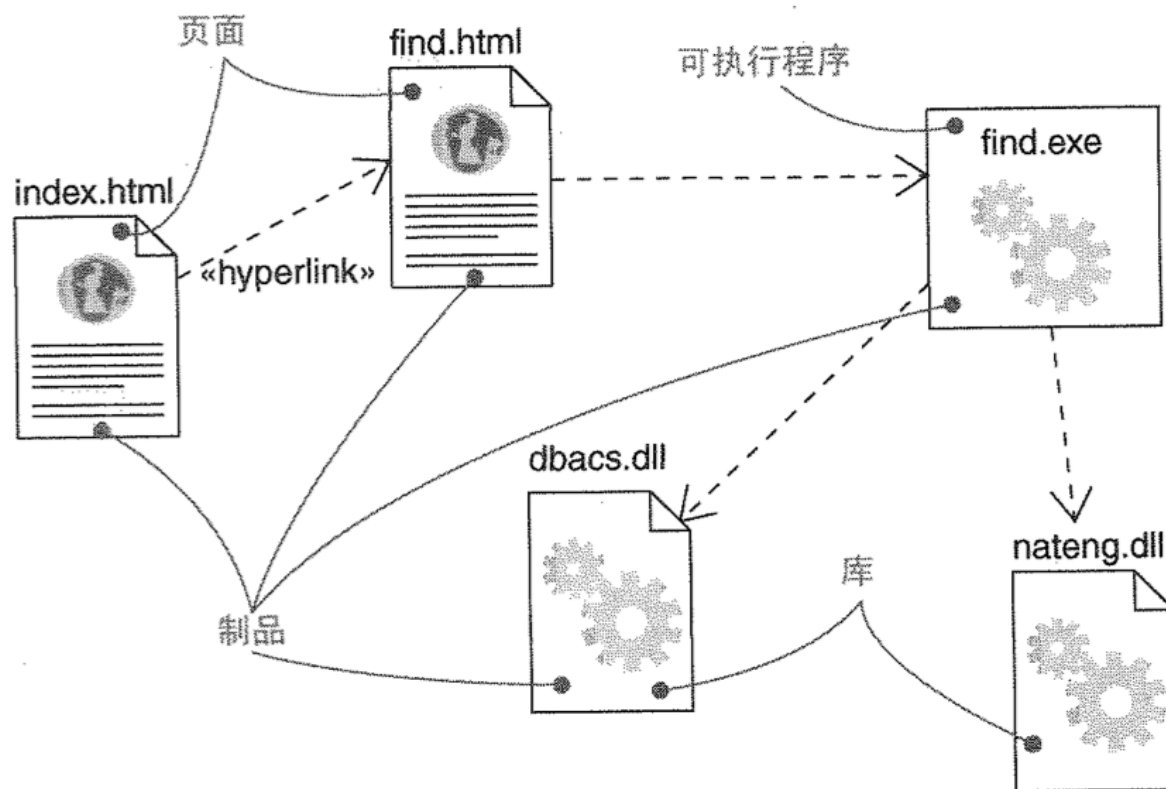 页面
find.html
可执行程序
find.exe
index.html
«hyperlink»
dbacs.dll
nateng.dll
库
制品